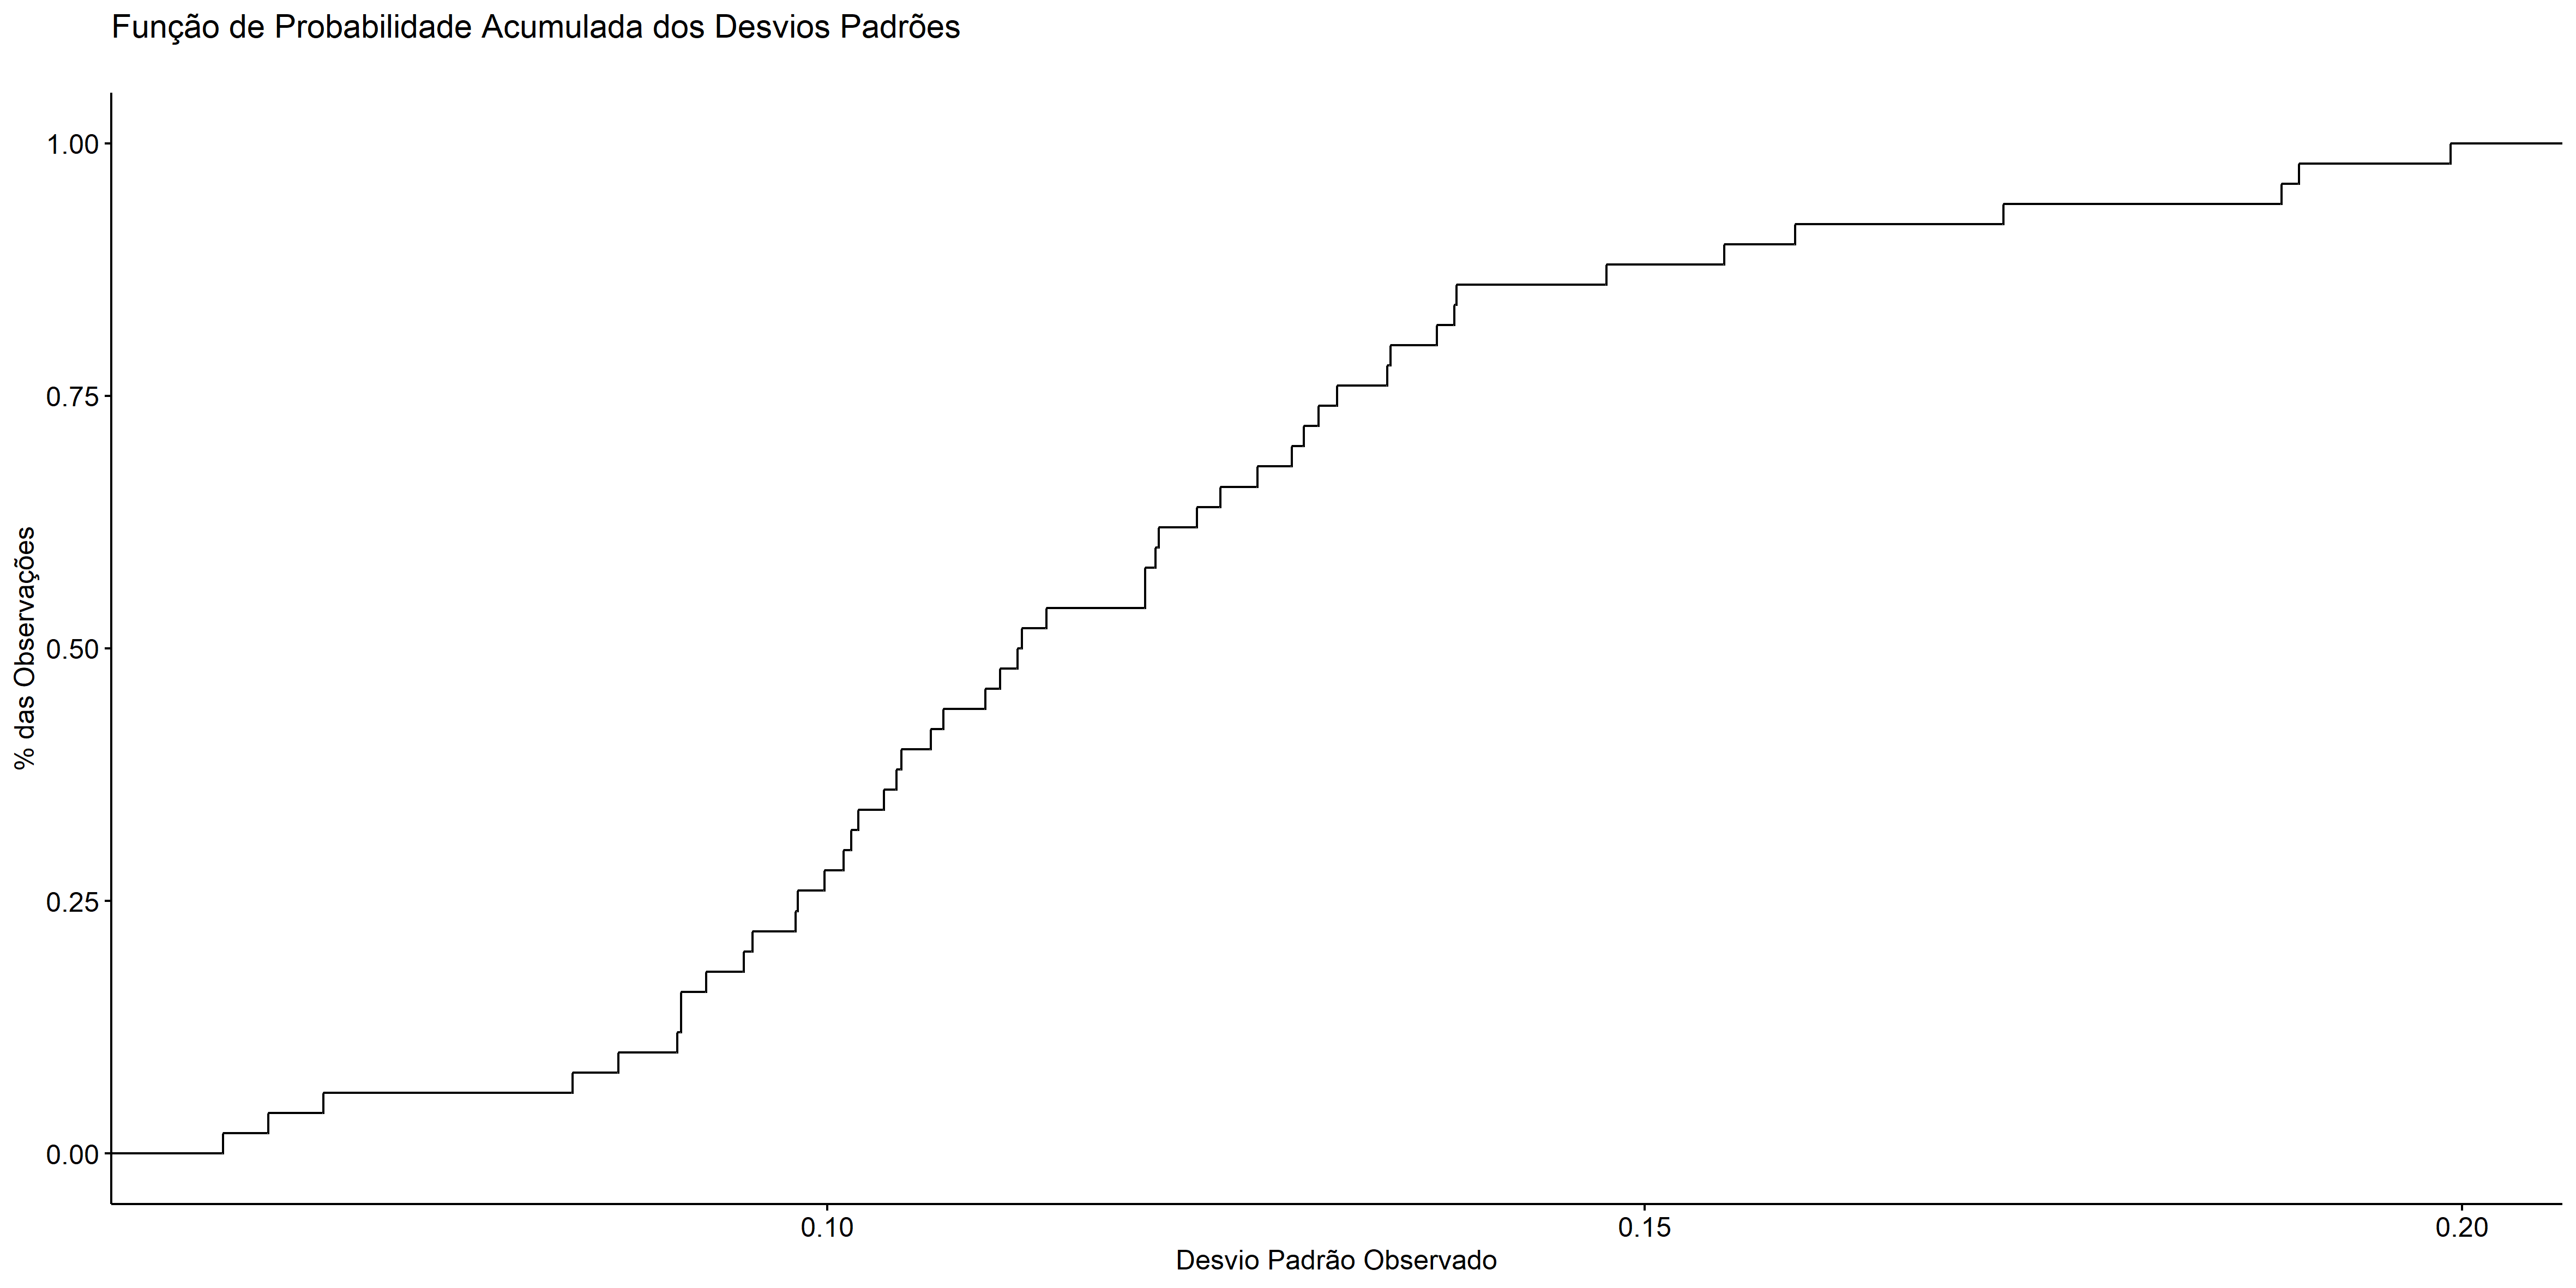 Função de Probabilidade Acumulada dos Desvios Padrões
1.00
0.75
0.50
0.25
0.00
% das Observações
0.10
0.15
0.20
Desvio Padrão Observado